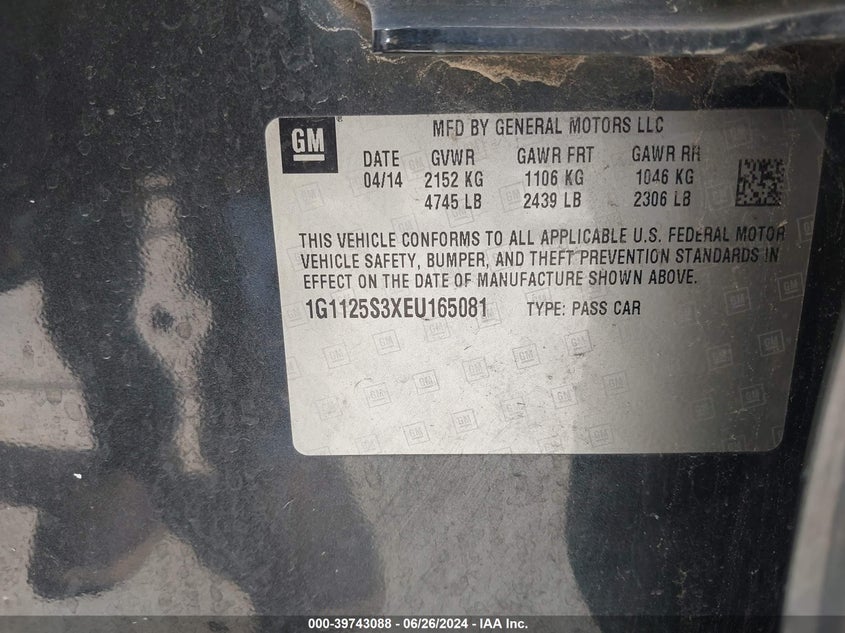 GM
MFD BY GENERAL MOTORS LLC
DATE GVWR GAWR FRT GAWR RR
04/14 2152 KG 1106 KG 1046 KG
4745 LB 2439 LB 2306 LB
THIS VEHICLE CONFORMS TO ALL APPLICABLE U.S. FEDERAL MOTOR
VEHICLE SAFETY, BUMPER, AND THEFT PREVENTION STANDARDS IN
EFFECT ON THE DATE OF MANUFACTURE SHOWN ABOVE.
1G1125S3XEU165081 TYPE: PASS CAR
000-39743088 - 06/26/2024 - IAA Inc.